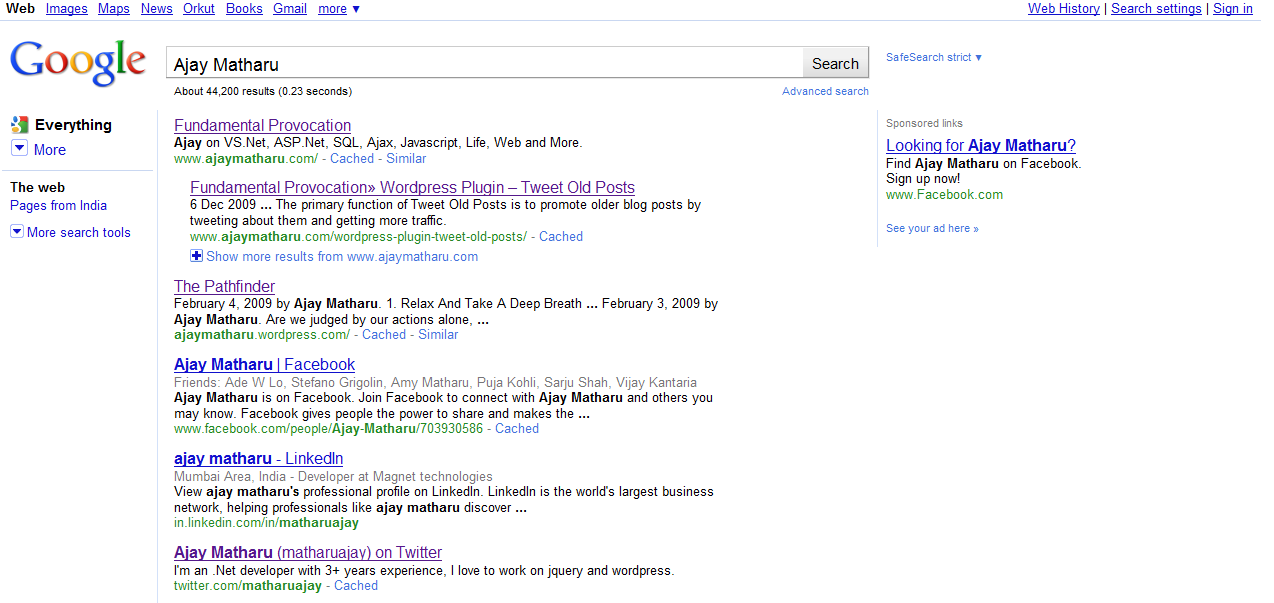 Web Images Maps News Orkut Books Gmail more ▼
Web History | Search settings | Sign in
Google
Ajay Matharu
Search
SafeSearch strict ▼
About 44,200 results (0.23 seconds)
Advanced search
Everything
More
The web
Pages from India
More search tools
Fundamental Provocation
Ajay on VS.Net, ASP.Net, SQL, Ajax, Javascript, Life, Web and More.
www.ajaymatharu.com/ - Cached - Similar
Fundamental Provocation» Wordpress Plugin – Tweet Old Posts
6 Dec 2009 ... The primary function of Tweet Old Posts is to promote older blog posts by
tweeting about them and getting more traffic.
www.ajaymatharu.com/wordpress-plugin-tweet-old-posts/ - Cached
Show more results from www.ajaymatharu.com
The Pathfinder
February 4, 2009 by Ajay Matharu. 1. Relax And Take A Deep Breath ... February 3, 2009 by
Ajay Matharu. Are we judged by our actions alone, ...
ajaymatharu.wordpress.com/ - Cached - Similar
Ajay Matharu | Facebook
Friends: Ade W Lo, Stefano Grigolin, Amy Matharu, Puja Kohli, Sarju Shah, Vijay Kantaria
Ajay Matharu is on Facebook. Join Facebook to connect with Ajay Matharu and others you
may know. Facebook gives people the power to share and makes the ...
www.facebook.com/people/Ajay-Matharu/703930586 - Cached
ajay matharu - LinkedIn
Mumbai Area, India - Developer at Magnet technologies
View ajay matharu's professional profile on LinkedIn. LinkedIn is the world's largest business
network, helping professionals like ajay matharu discover ...
in.linkedin.com/in/matharuajay
Ajay Matharu (matharuajay) on Twitter
I'm an .Net developer with 3+ years experience, I love to work on jquery and wordpress.
twitter.com/matharuajay - Cached
Sponsored links
Looking for Ajay Matharu?
Find Ajay Matharu on Facebook.
Sign up now!
www.Facebook.com
See your ad here »